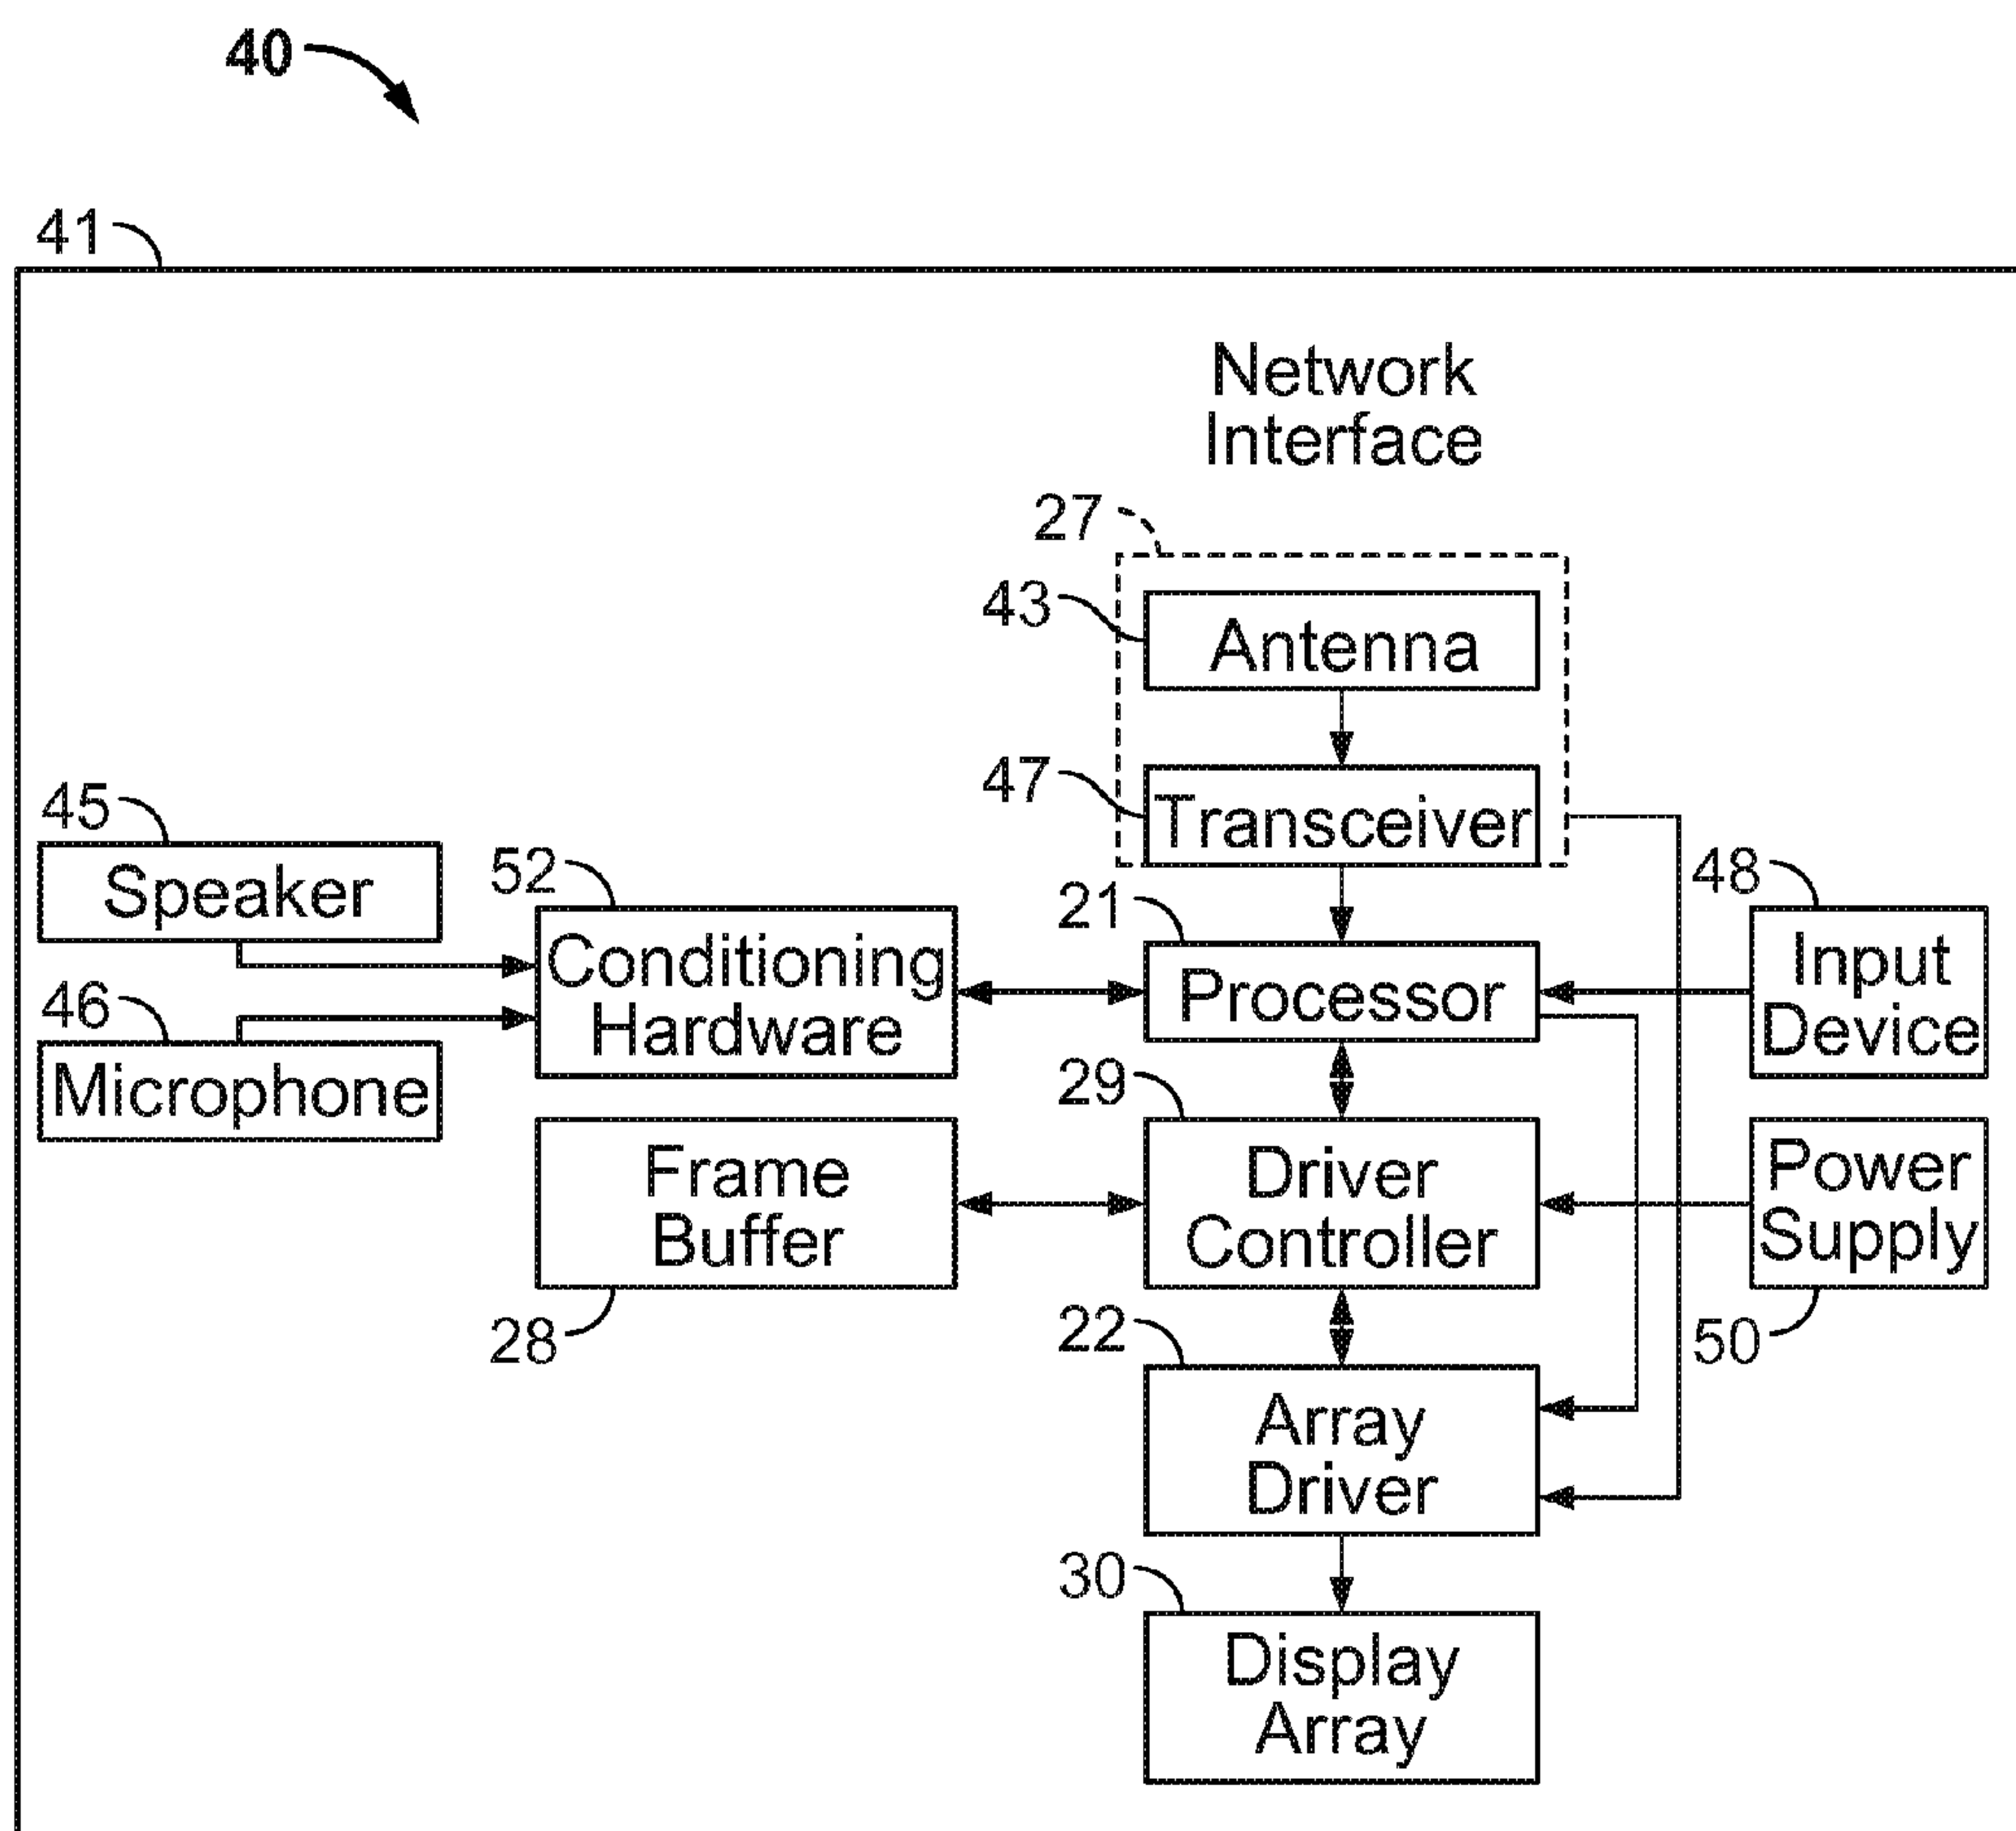 40
41
Network
Interface
27
43
Antenna
47
Transceiver
45
Speaker
52
Conditioning
Hardware
21
Processor
48
Input
Device
46
Microphone
29
Driver
Controller
Frame
Buffer
28
Power
Supply
50
22
Array
Driver
30
Display
Array